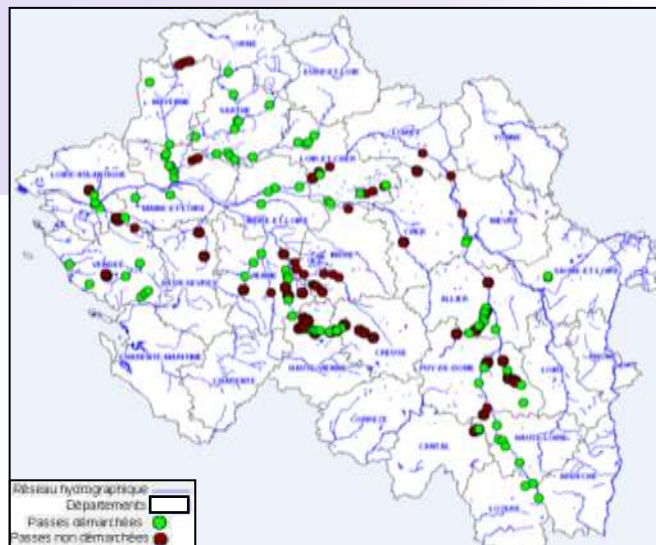 ORNE
EURE ET LOIR
MAYENNE
SARTHE
LOIRET
YONNE
LOIR ET CHER
LOIRE-ATLANTIQUE
MAINE ET LOIRE
INDRE ET LOIRE
CHER
NIEVRE
VENDEE
DEUX-SEVRES
VIENNE
INDRE
SAONE ET LOIRE
ALLIER
CHARENTE-MARITIME
CHARENTE
HAUTE-VIENNE
CREUSE
PUY-DE-DOME
LOIRE
RHONE
CORREZE
CANTAL
HAUTE-LOIRE
ARDECHE
LOZERE
Réseau hydrographique
Départements
Passes démarchées
Passes non démarchées